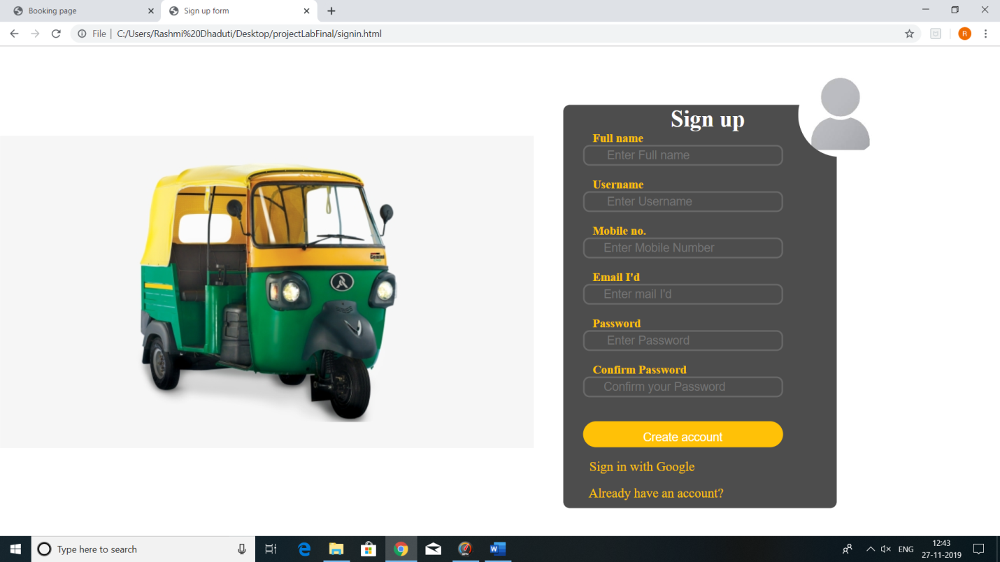 Booking page
Sign up form
File
C:/Users/Rashmi%20Dhaduti/Desktop/projectLabFinal/signin.html
R
Sign up
Full name
Enter Full name
Username
Enter Username
Mobile no.
Enter Mobile Number
Email I'd
Enter mail I'd
Password
Enter Password
Confirm Password
Confirm your Password
Create account
Sign in with Google
Already have an account?
Gemini
Type here to search
ENG
12:43
27-11-2019